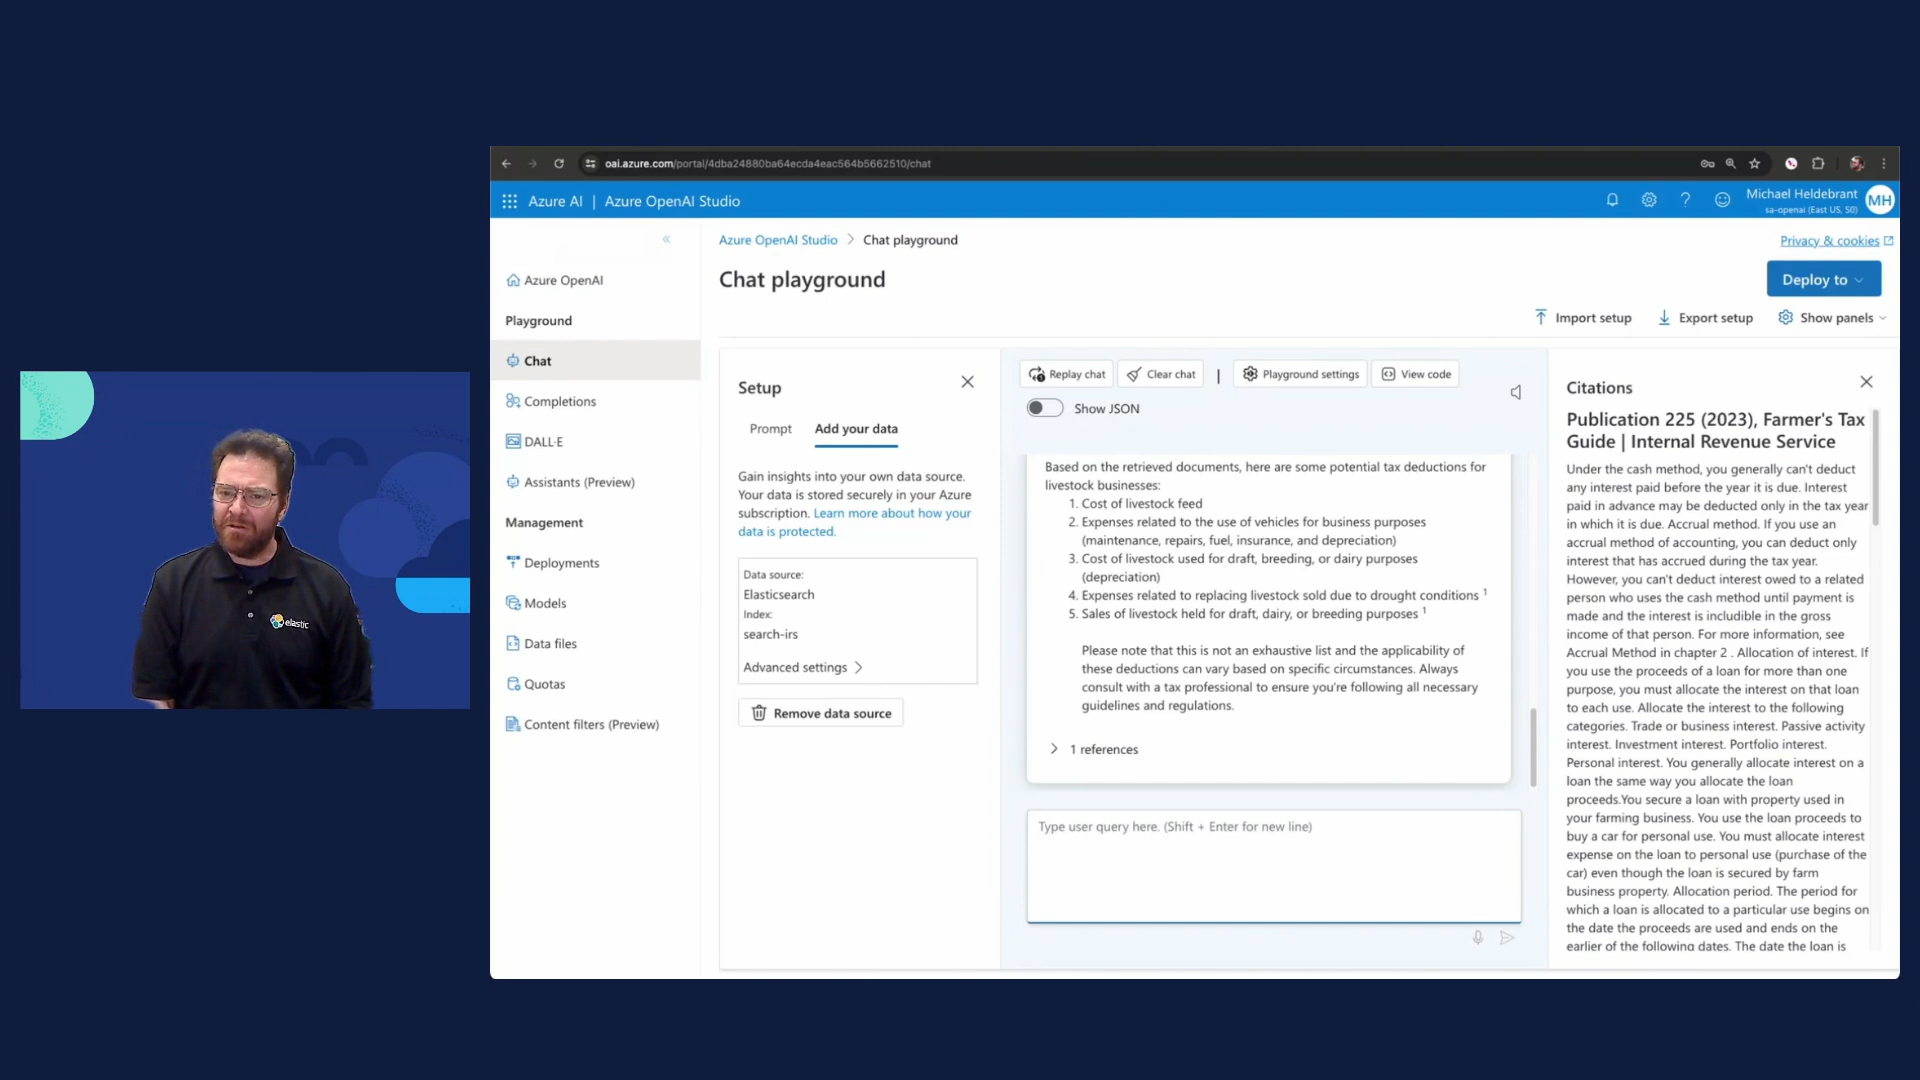 oai.azure.com/portal/4dba24880ba64ecda4eac564b5662510/chat
Azure AI | Azure OpenAI Studio
Michael Heldebrant
sa-openai (East US, S0)
MH
Azure OpenAI
Playground
Chat
Completions
DALL·E
Assistants (Preview)
Management
Deployments
Models
Data files
Quotas
Content filters (Preview)
Azure OpenAI Studio > Chat playground
Privacy & cookies
Chat playground
Deploy to
Import setup
Export setup
Show panels
Setup
Prompt
Add your data
Gain insights into your own data source.
Your data is stored securely in your Azure
subscription. Learn more about how your
data is protected.
Data source:
Elasticsearch
Index:
search-irs
Advanced settings
Remove data source
Replay chat
Clear chat
Playground settings
View code
Show JSON
Based on the retrieved documents, here are some potential tax deductions for
livestock businesses:
1. Cost of livestock feed
2. Expenses related to the use of vehicles for business purposes
(maintenance, repairs, fuel, insurance, and depreciation)
3. Cost of livestock used for draft, breeding, or dairy purposes
(depreciation)
4. Expenses related to replacing livestock sold due to drought conditions 1
5. Sales of livestock held for draft, dairy, or breeding purposes 1
Please note that this is not an exhaustive list and the applicability of
these deductions can vary based on specific circumstances. Always
consult with a tax professional to ensure you're following all necessary
guidelines and regulations.
1 references
Type user query here. (Shift + Enter for new line)
Citations
Publication 225 (2023), Farmer's Tax
Guide | Internal Revenue Service
Under the cash method, you generally can't deduct
any interest paid before the year it is due. Interest
paid in advance may be deducted only in the tax year
in which it is due. Accrual method. If you use an
accrual method of accounting, you can deduct only
interest that has accrued during the tax year.
However, you can't deduct interest owed to a related
person who uses the cash method until payment is
made and the interest is includible in the gross
income of that person. For more information, see
Accrual Method in chapter 2 . Allocation of interest. If
you use the proceeds of a loan for more than one
purpose, you must allocate the interest on that loan
to each use. Allocate the interest to the following
categories. Trade or business interest. Passive activity
interest. Investment interest. Portfolio interest.
Personal interest. You generally allocate interest on a
loan the same way you allocate the loan
proceeds.You secure a loan with property used in
your farming business. You use the loan proceeds to
buy a car for personal use. You must allocate interest
expense on the loan to personal use (purchase of the
car) even though the loan is secured by farm
business property. Allocation period. The period for
which a loan is allocated to a particular use begins on
the date the proceeds are used and ends on the
earlier of the following dates. The date the loan is
elastic